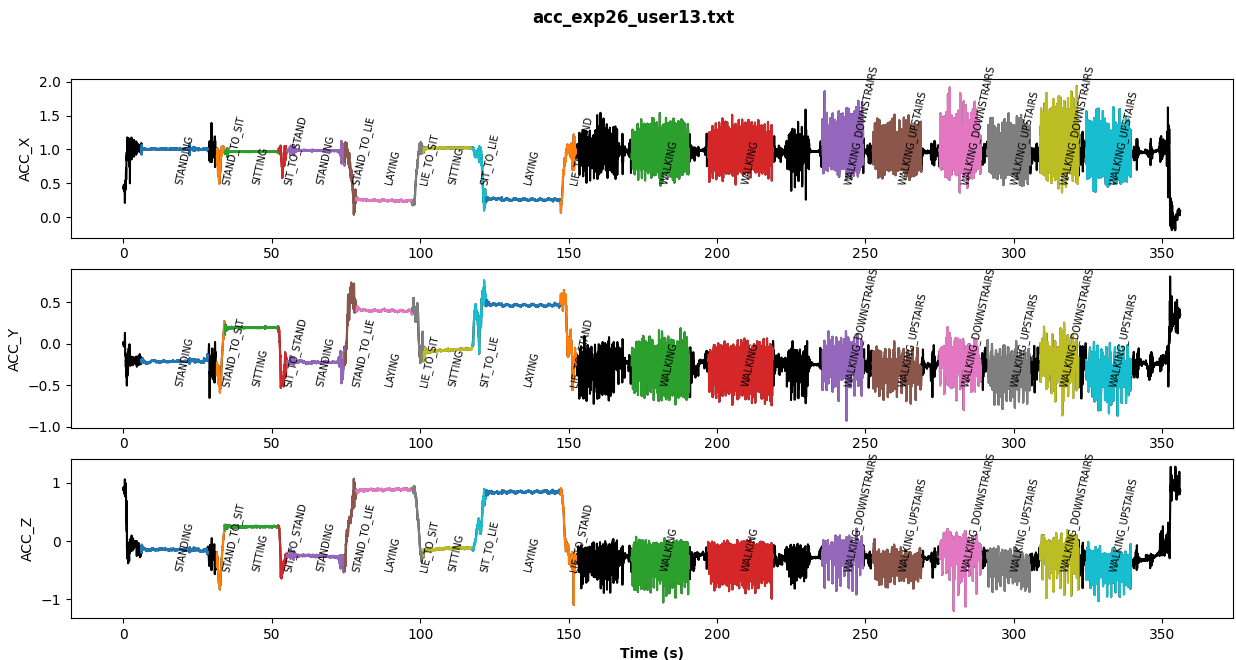 acc_exp26_user13.txt
ACC_X
2.0
1.5
1.0
0.5
0.0
STANDING STAND_TO_SIT SITTING SIT_TO_STAND STANDING STAND_TO_LIE LAYING LIE_TO_SIT SITTING SIT_TO_LIE LAYING LIE_TO_STAND WALKING WALKING WALKING_DOWNSTAIRS WALKING_UPSTAIRS WALKING_DOWNSTAIRS WALKING_UPSTAIRS WALKING_DOWNSTAIRS WALKING_UPSTAIRS
0 50 100 150 200 250 300 350
ACC_Y
0.5
0.0
−0.5
−1.0
STANDING STAND_TO_SIT SITTING SIT_TO_STAND STANDING STAND_TO_LIE LAYING LIE_TO_SIT SITTING SIT_TO_LIE LAYING LIE_TO_STAND WALKING WALKING WALKING_DOWNSTAIRS WALKING_UPSTAIRS WALKING_DOWNSTAIRS WALKING_UPSTAIRS WALKING_DOWNSTAIRS WALKING_UPSTAIRS
0 50 100 150 200 250 300 350
ACC_Z
1
0
−1
STANDING STAND_TO_SIT SITTING SIT_TO_STAND STANDING STAND_TO_LIE LAYING LIE_TO_SIT SITTING SIT_TO_LIE LAYING LIE_TO_STAND WALKING WALKING WALKING_DOWNSTAIRS WALKING_UPSTAIRS WALKING_DOWNSTAIRS WALKING_UPSTAIRS WALKING_DOWNSTAIRS WALKING_UPSTAIRS
0 50 100 150 200 250 300 350
Time (s)